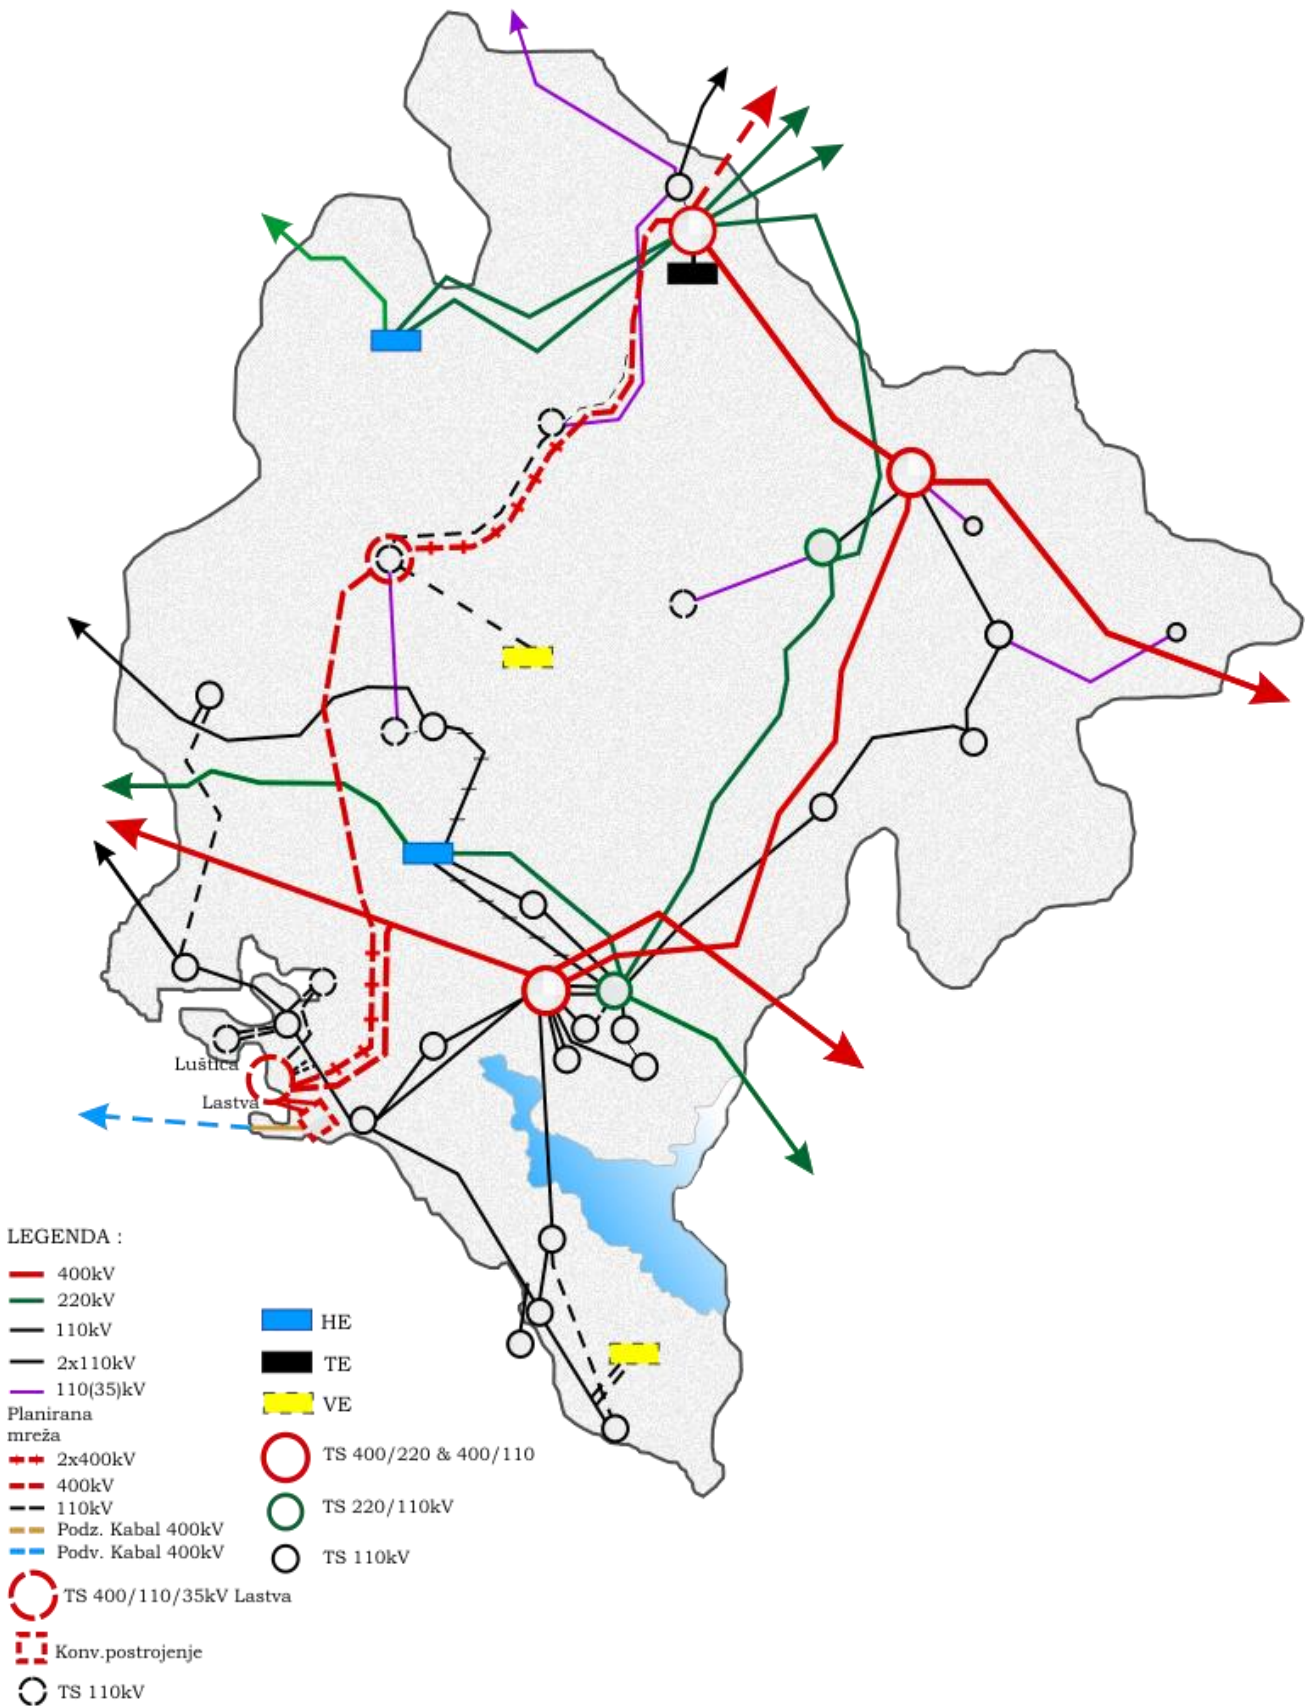 Luštica
Lastva
LEGENDA :
400kV
220kV
110kV
2x110kV
110(35)kV
Planirana
mreža
2x400kV
400kV
110kV
Podz. Kabal 400kV
Podv. Kabal 400kV
TS 400/110/35kV Lastva
Konv.postrojenje
TS 110kV
HE
TE
VE
TS 400/220 & 400/110
TS 220/110kV
TS 110kV